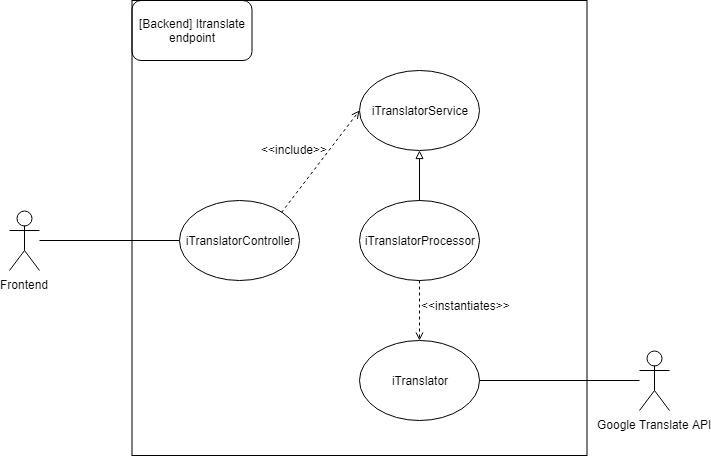 [Backend] Itranslate
endpoint
iTranslatorService
<<include>>
iTranslatorController
iTranslatorProcessor
Frontend
<<instantiates>>
iTranslator
Google Translate API